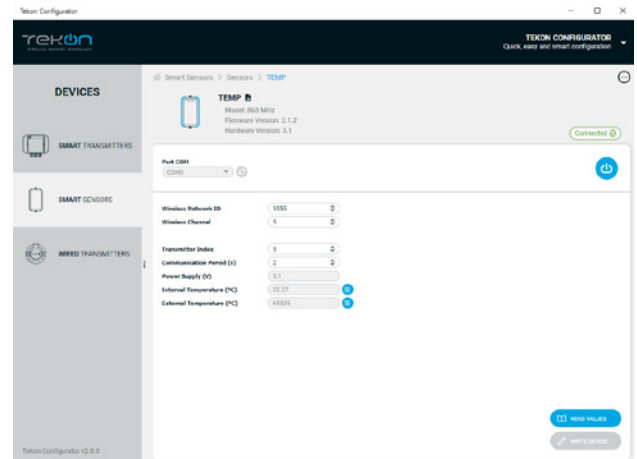 Tekon Configurator
TEKON
TEKON CONFIGURATOR
Quick, easy and smart configuration
DEVICES
SMART TRANSMITTERS
SMART SENSORS
WIRED TRANSMITTERS
Tekon Configurator v2.0.0
Smart Sensors > Sensors > TEMP
TEMP
Model: 868 MHz
Firmware Version: 2.1.2
Hardware Version: 3.1
Connected
Port COM
Wireless Network ID 5555
Wireless Channel 5
Transmitter Index 5
Communication Period (s) 2
Power Supply (V) 3.1
Internal Temperature (ºC) 25.27
External Temperature (ºC) 65535
READ VALUES
WRITE DEVICE